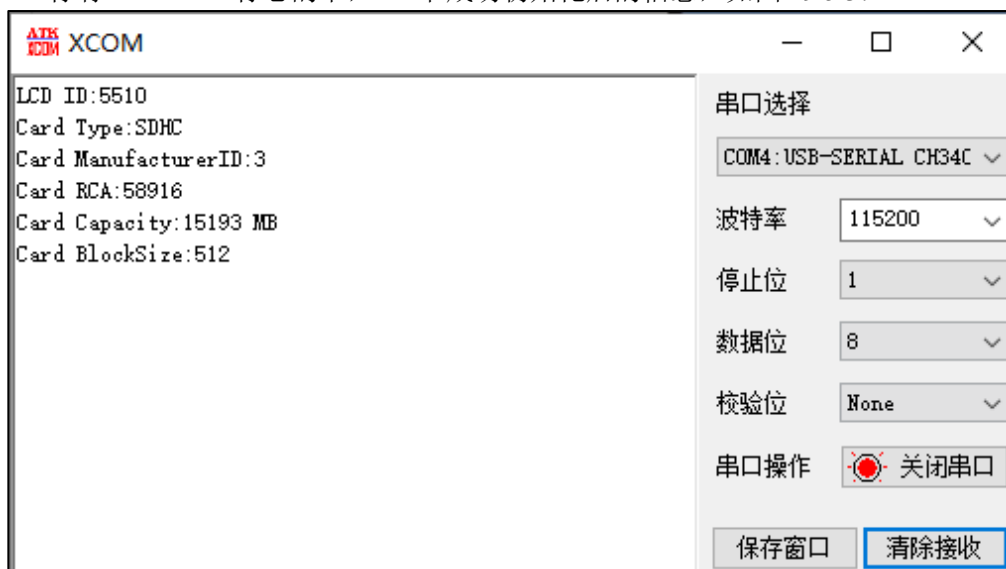 ATK
XCOM XCOM
LCD ID:5510
Card Type:SDHC
Card ManufacturerID:3
Card RCA:58916
Card Capacity:15193 MB
Card BlockSize:512
串口选择
COM4:USB-SERIAL CH34
波特率 115200
停止位 1
数据位 8
校验位 None
串口操作 关闭串口
保存窗口 清除接收